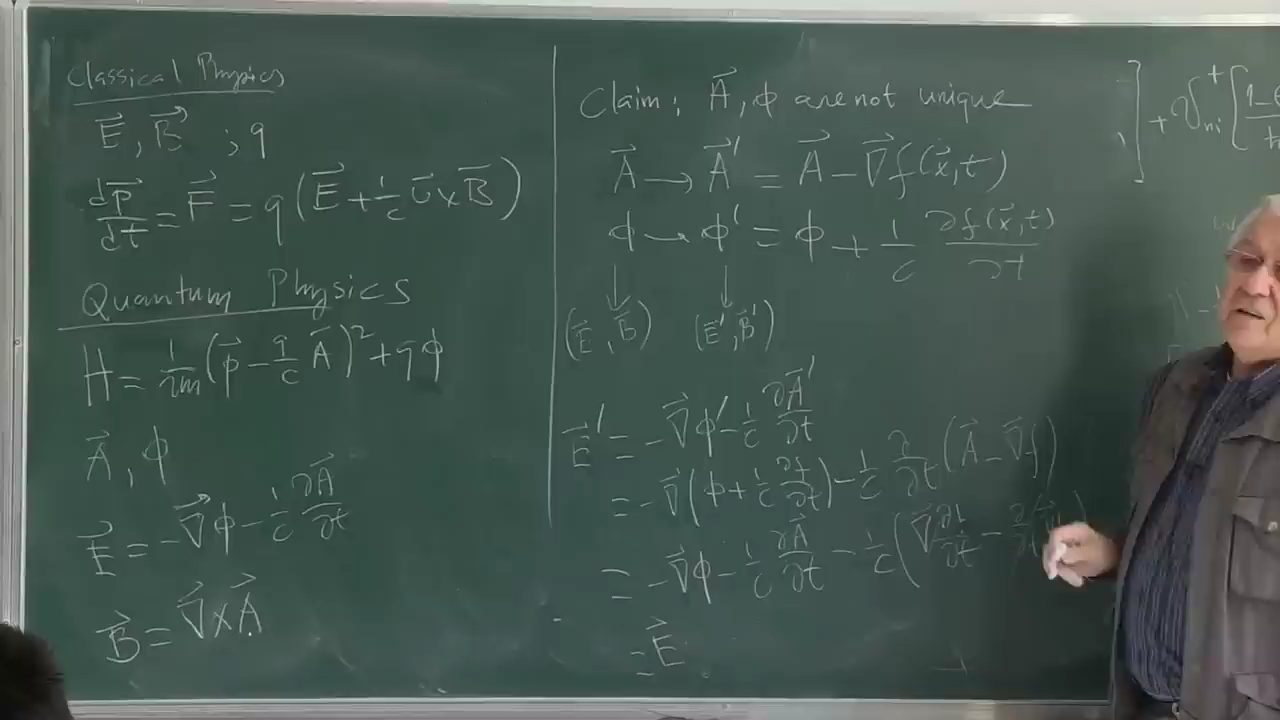 Classical Physics
E⃗, B⃗ ; q
dp⃗/dt = F⃗ = q(E⃗ + 1/c v⃗ × B⃗)
Quantum Physics
H = 1/2m (p⃗ − q/c A⃗)² + qϕ
A⃗, ϕ
E⃗ = −∇⃗ϕ − 1/c ∂A⃗/∂t
B⃗ = ∇⃗ × A⃗
Claim; A⃗, ϕ are not unique
A⃗ → A⃗' = A⃗ − ∇⃗f(x⃗, t)
ϕ → ϕ' = ϕ + 1/c ∂f(x⃗, t)/∂t
↓ ↓
(E⃗, B⃗) (E⃗', B⃗')
E⃗' = −∇⃗ϕ' − 1/c ∂A⃗'/∂t
= −∇⃗(ϕ + 1/c ∂f/∂t) − 1/c ∂/∂t (A⃗ − ∇⃗f)
= −∇⃗ϕ − 1/c ∂A⃗/∂t − 1/c (∇⃗ ∂f/∂t −
= E⃗